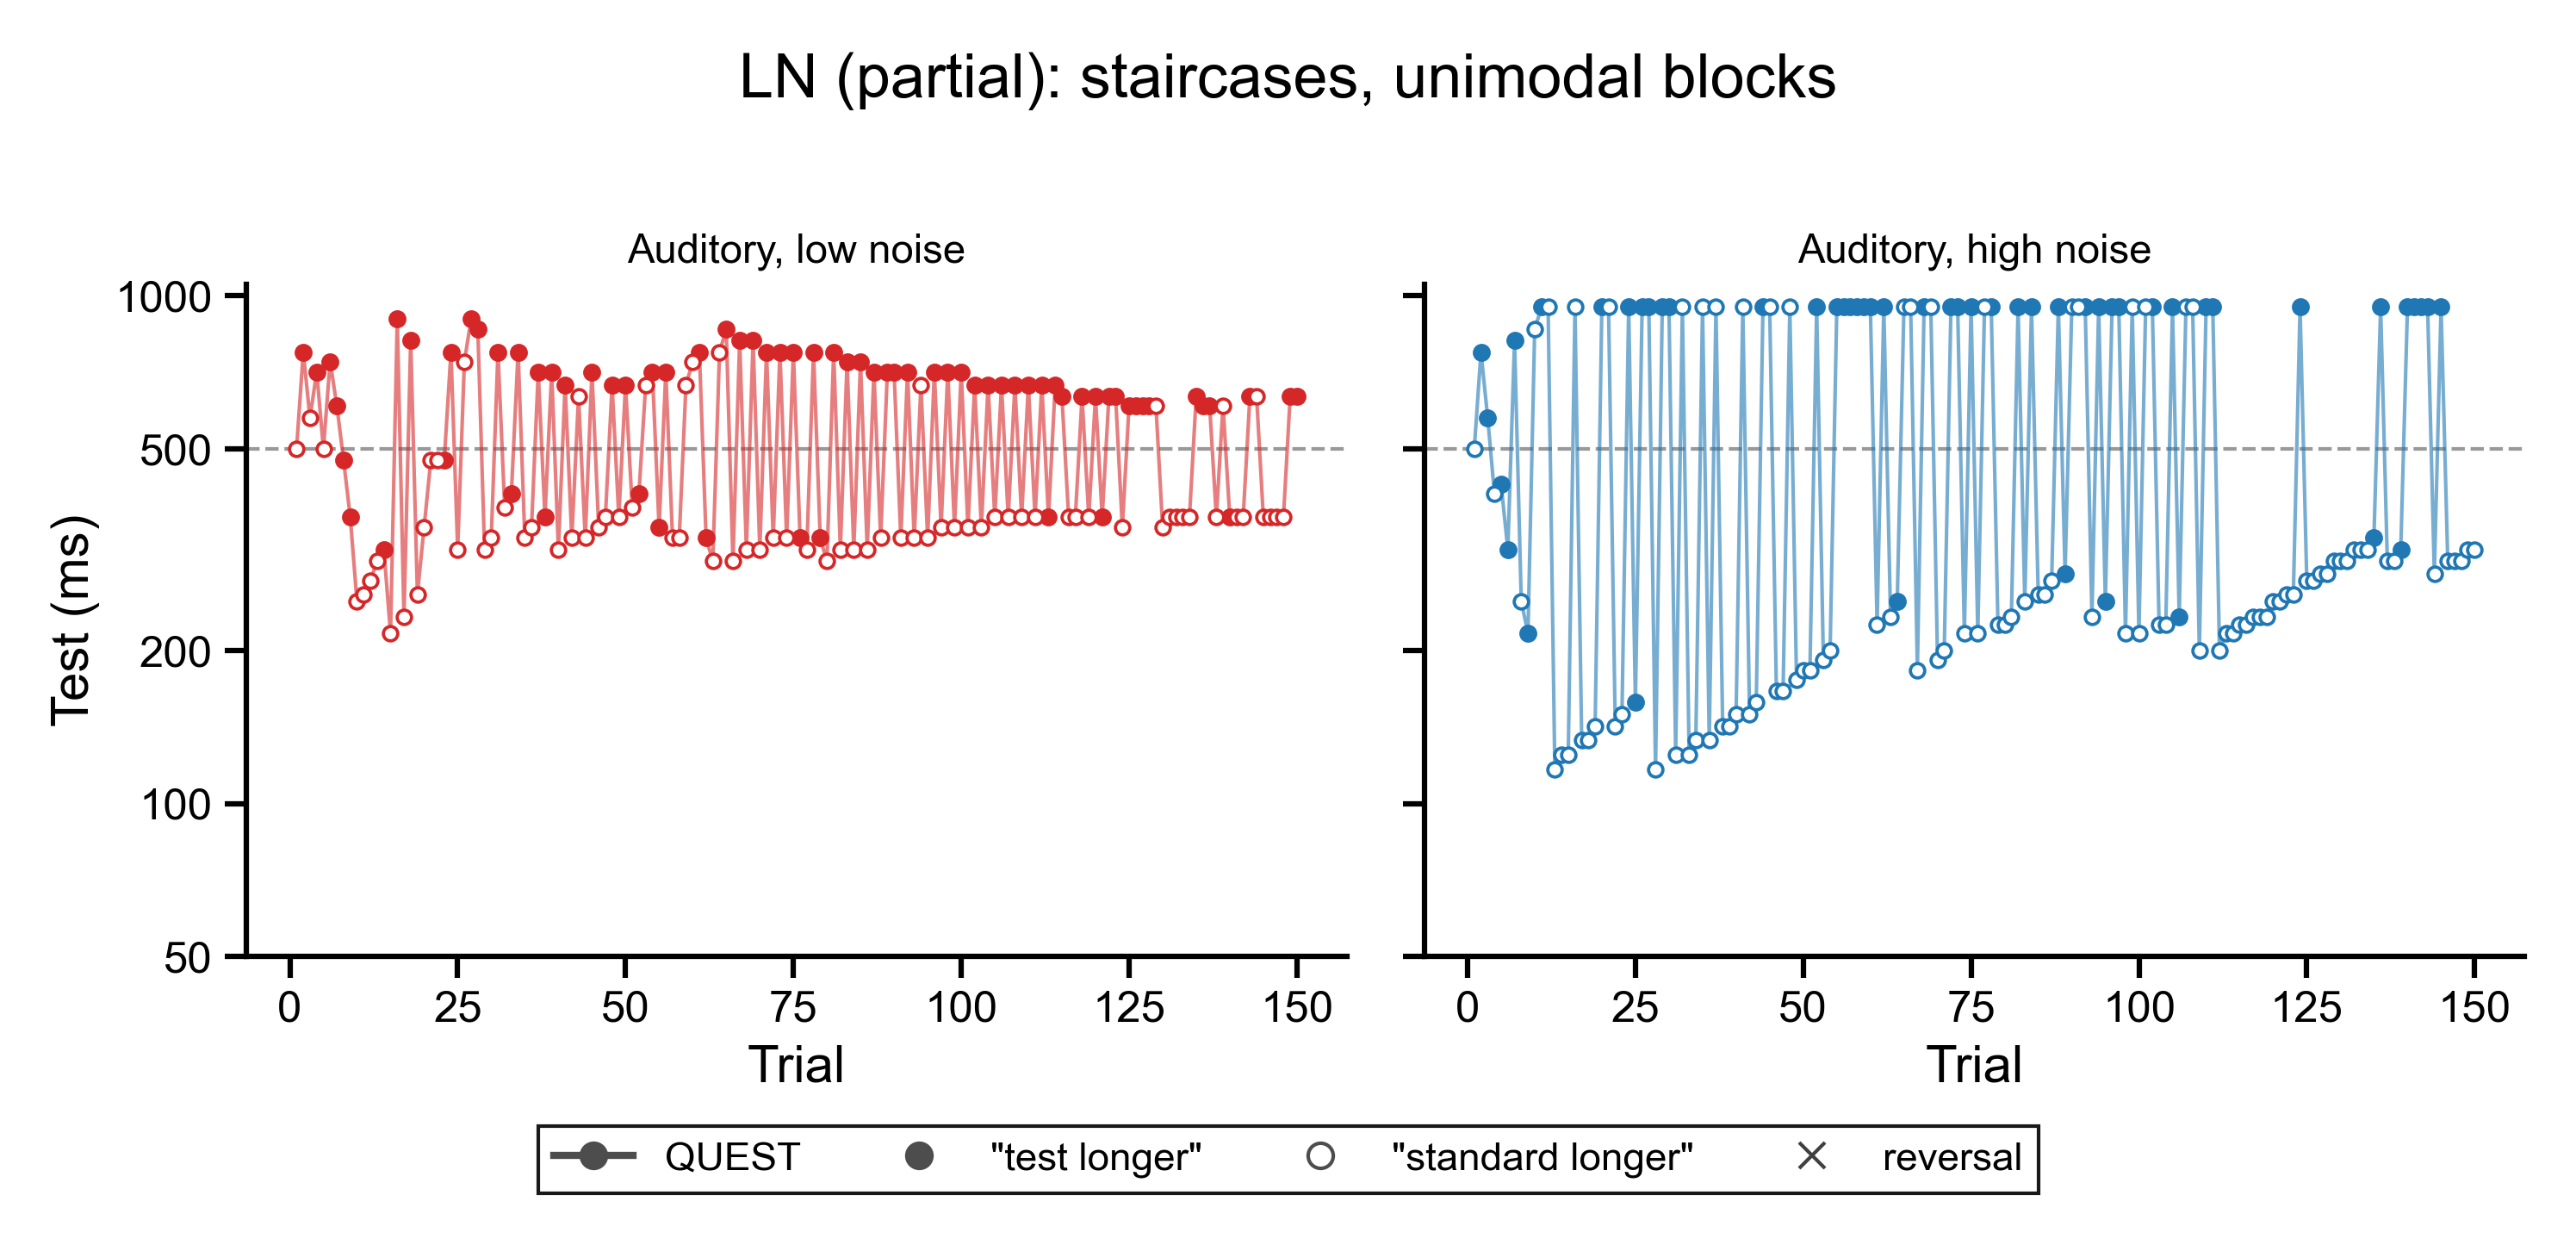 LN (partial): staircases, unimodal blocks
Auditory, low noise
Auditory, high noise
1000
500
200
100
50
Test (ms)
0 25 50 75 100 125 150
0 25 50 75 100 125 150
Trial
Trial
QUEST "test longer" "standard longer" reversal